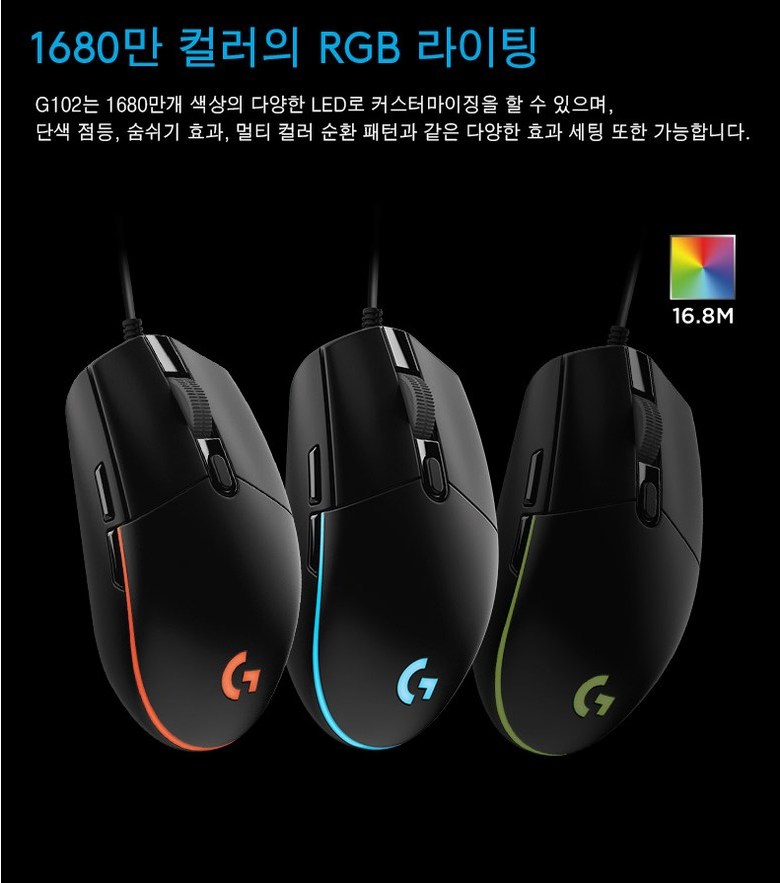 1680만 컬러의 RGB 라이팅
G102는 1680만개 색상의 다양한 LED로 커스터마이징을 할 수 있으며,
단색 점등, 숨쉬기 효과, 멀티 컬러 순환 패턴과 같은 다양한 효과 세팅 또한 가능합니다.
16.8M
G G G